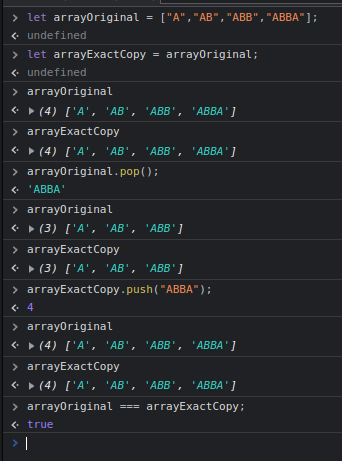 > let arrayOriginal = ["A","AB","ABB","ABBA"];
<· undefined
> let arrayExactCopy = arrayOriginal;
<· undefined
> arrayOriginal
<· ▶ (4) ['A', 'AB', 'ABB', 'ABBA']
> arrayExactCopy
<· ▶ (4) ['A', 'AB', 'ABB', 'ABBA']
> arrayOriginal.pop();
<· 'ABBA'
> arrayOriginal
<· ▶ (3) ['A', 'AB', 'ABB']
> arrayExactCopy
<· ▶ (3) ['A', 'AB', 'ABB']
> arrayExactCopy.push("ABBA");
<· 4
> arrayOriginal
<· ▶ (4) ['A', 'AB', 'ABB', 'ABBA']
> arrayExactCopy
<· ▶ (4) ['A', 'AB', 'ABB', 'ABBA']
> arrayOriginal === arrayExactCopy;
<· true
>